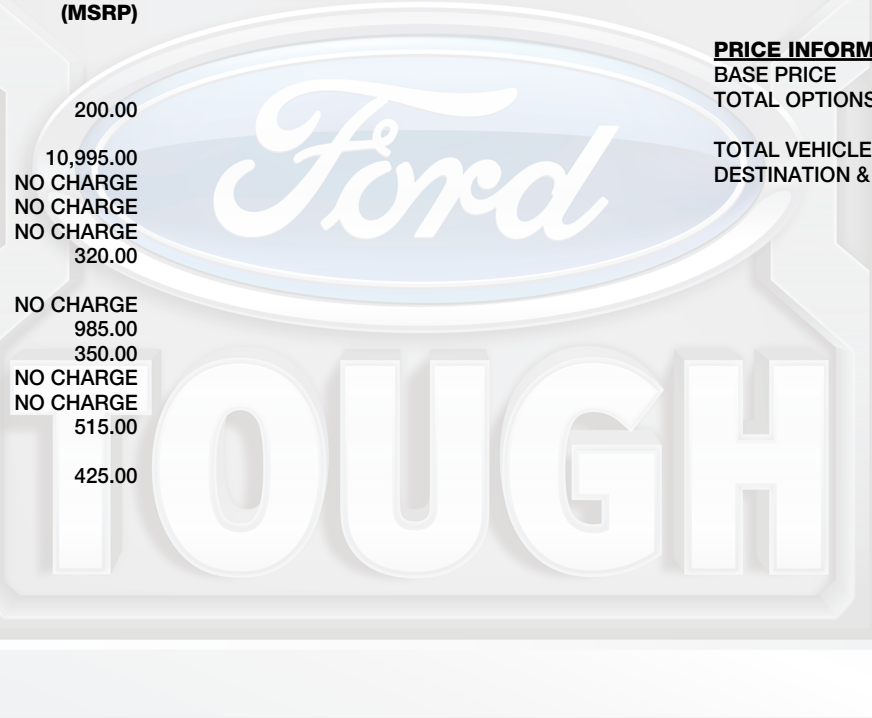 (MSRP)
200.00
10,995.00
NO CHARGE
NO CHARGE
NO CHARGE
320.00
NO CHARGE
985.00
350.00
NO CHARGE
NO CHARGE
515.00
425.00
PRICE INFORM
BASE PRICE
TOTAL OPTIONS
TOTAL VEHICLE
DESTINATION &
Ford
TOUGH